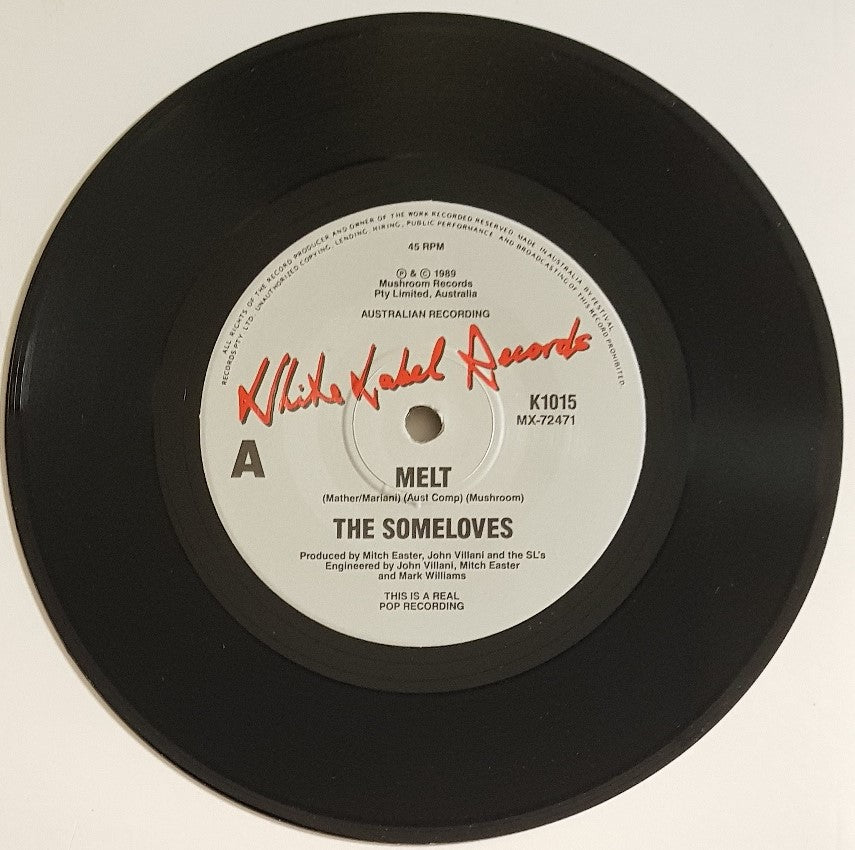 ALL RIGHTS OF THE RECORD PRODUCER AND OWNER OF THE WORK RECORDED RESERVED. MADE IN AUSTRALIA BY FESTIVAL
RECORDS PTY. LTD. UNAUTHORIZED COPYING, LENDING, HIRING, PUBLIC PERFORMANCE AND BROADCASTING OF THIS RECORD PROHIBITED.
45 RPM
Ⓟ & © 1989
Mushroom Records
Pty Limited, Australia
AUSTRALIAN RECORDING
White Label Records
K1015
MX-72471
A
MELT
(Mather/Mariani) (Aust Comp) (Mushroom)
THE SOMELOVES
Produced by Mitch Easter, John Villani and the SL's
Engineered by John Villani, Mitch Easter
and Mark Williams
THIS IS A REAL
POP RECORDING